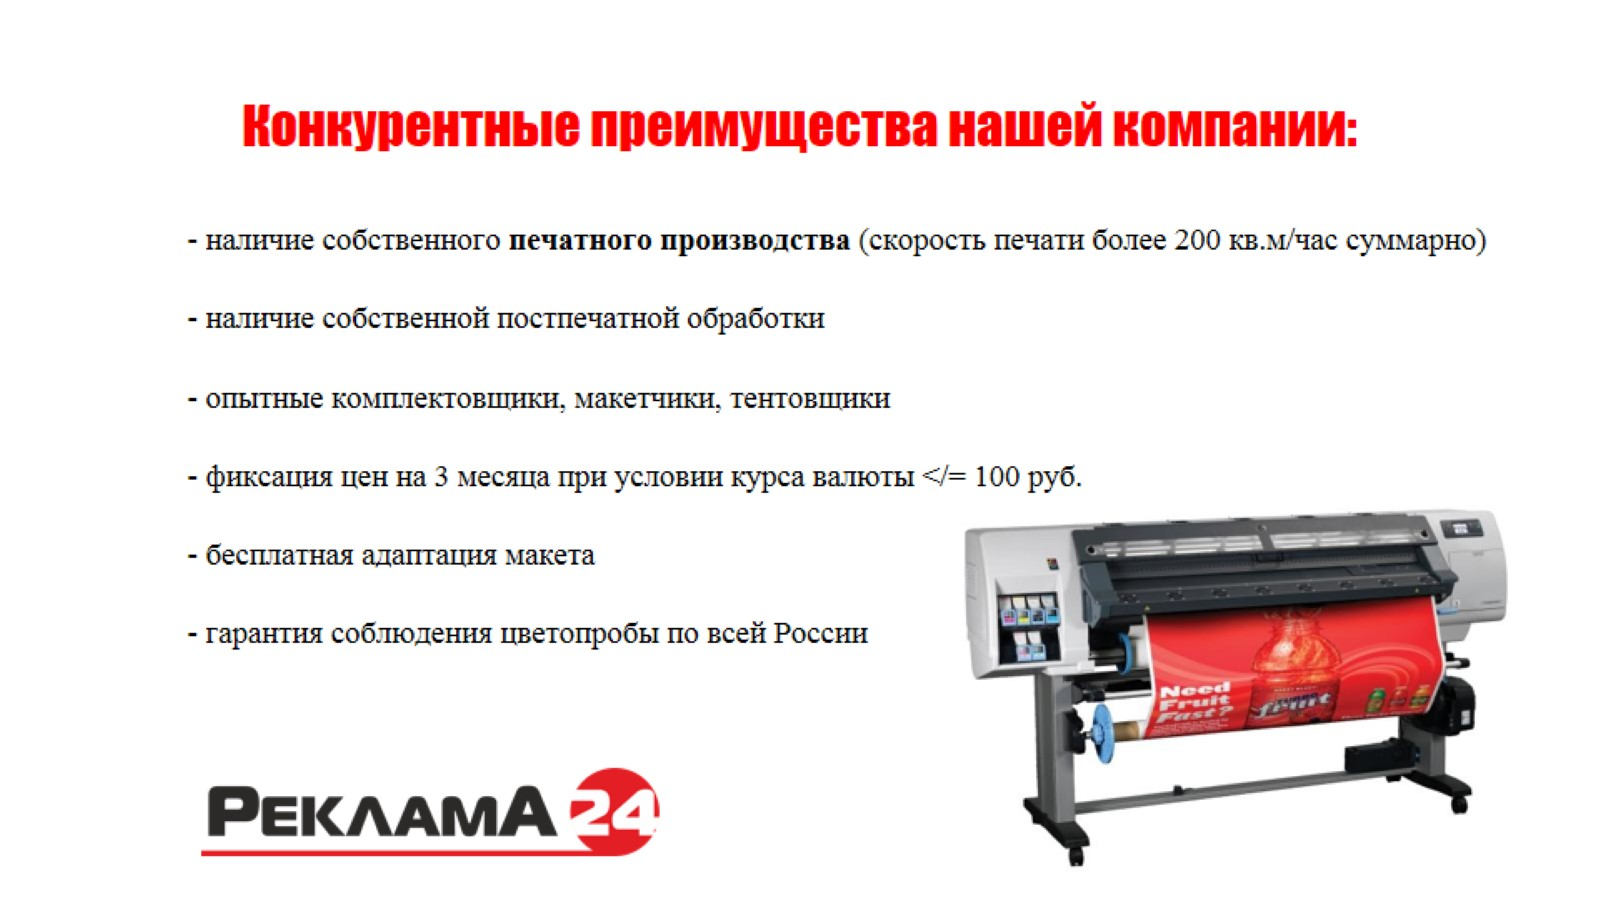 Конкурентные преимущества нашей компании:
- наличие собственного печатного производства (скорость печати более 200 кв.м/час суммарно)
- наличие собственной постпечатной обработки
- опытные комплектовщики, макетчики, тентовщики
- фиксация цен на 3 месяца при условии курса валюты </= 100 руб.
- бесплатная адаптация макета
- гарантия соблюдения цветопробы по всей России
Need
Fruit
Fast?
fruit
РЕКЛАМА 24